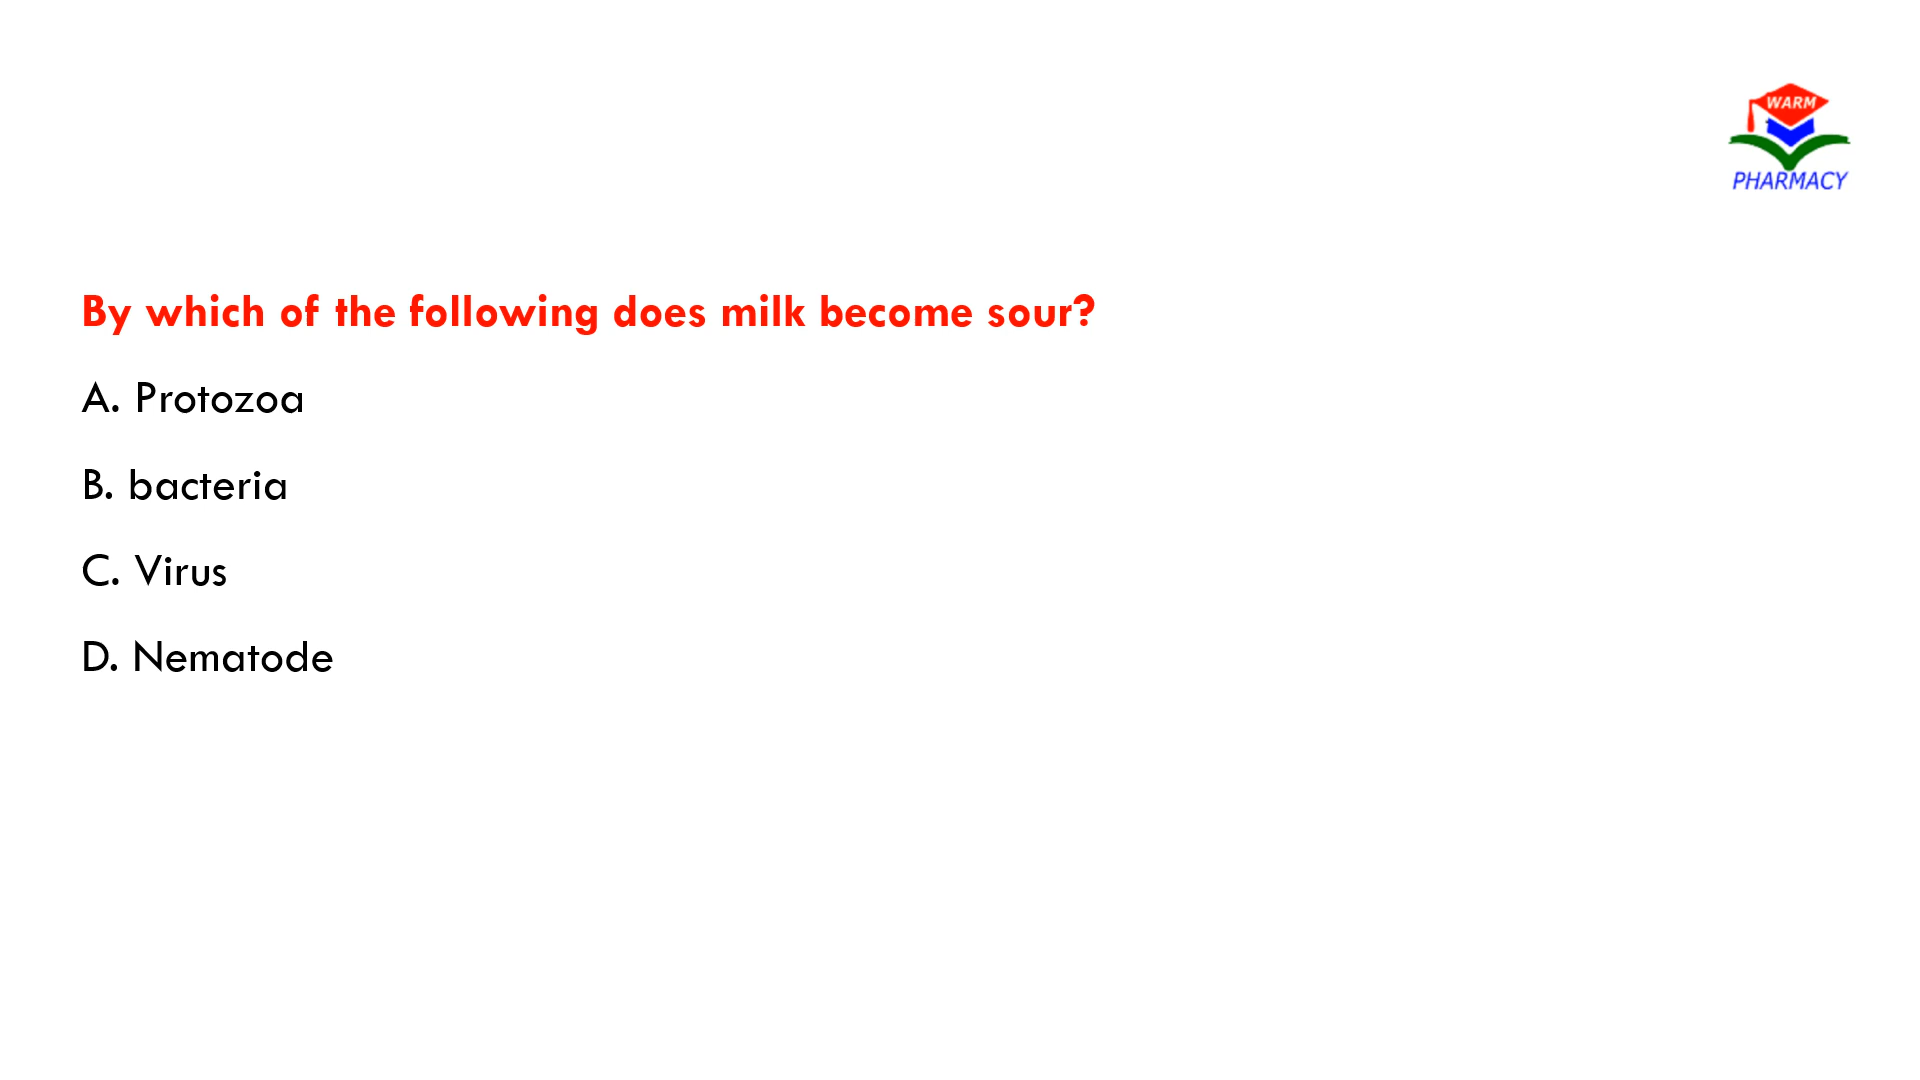 WARM
PHARMACY
By which of the following does milk become sour?
A. Protozoa
B. bacteria
C. Virus
D. Nematode